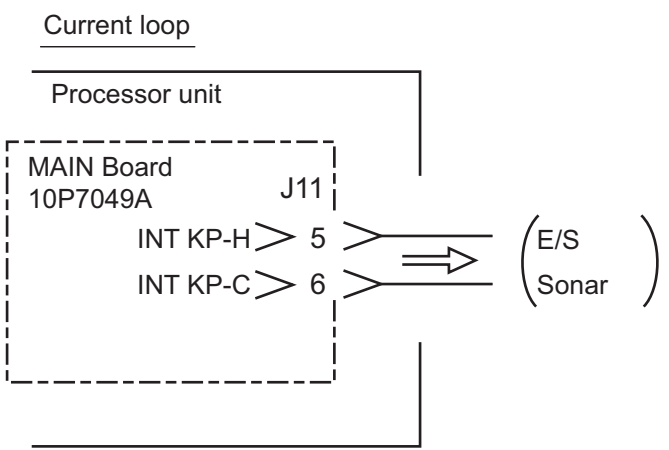 Current loop
Processor unit
MAIN Board
10P7049A
J11
INT KP-H 5
INT KP-C 6
E/S
Sonar